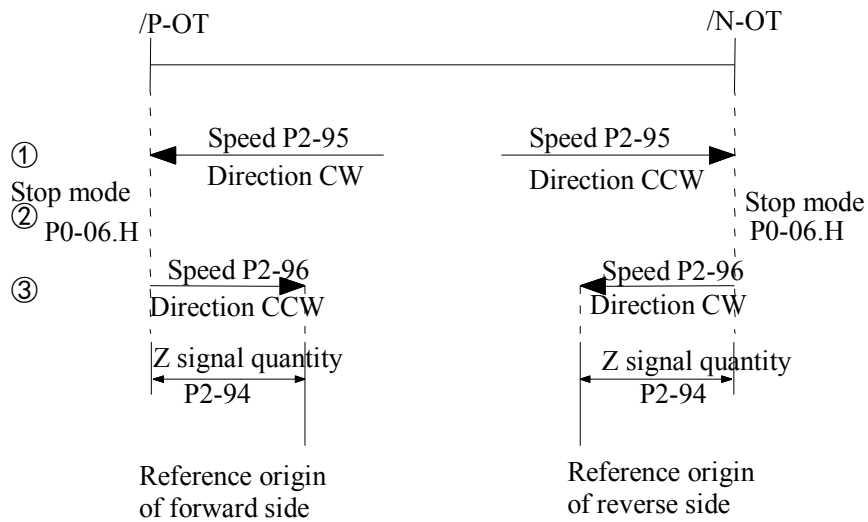 /P-OT
/N-OT
① Speed P2-95 Speed P2-95
Direction CW Direction CCW
Stop mode Stop mode
② P0-06.H P0-06.H
③ Speed P2-96 Speed P2-96
Direction CCW Direction CW
Z signal quantity Z signal quantity
P2-94 P2-94
Reference origin
of forward side
Reference origin
of reverse side